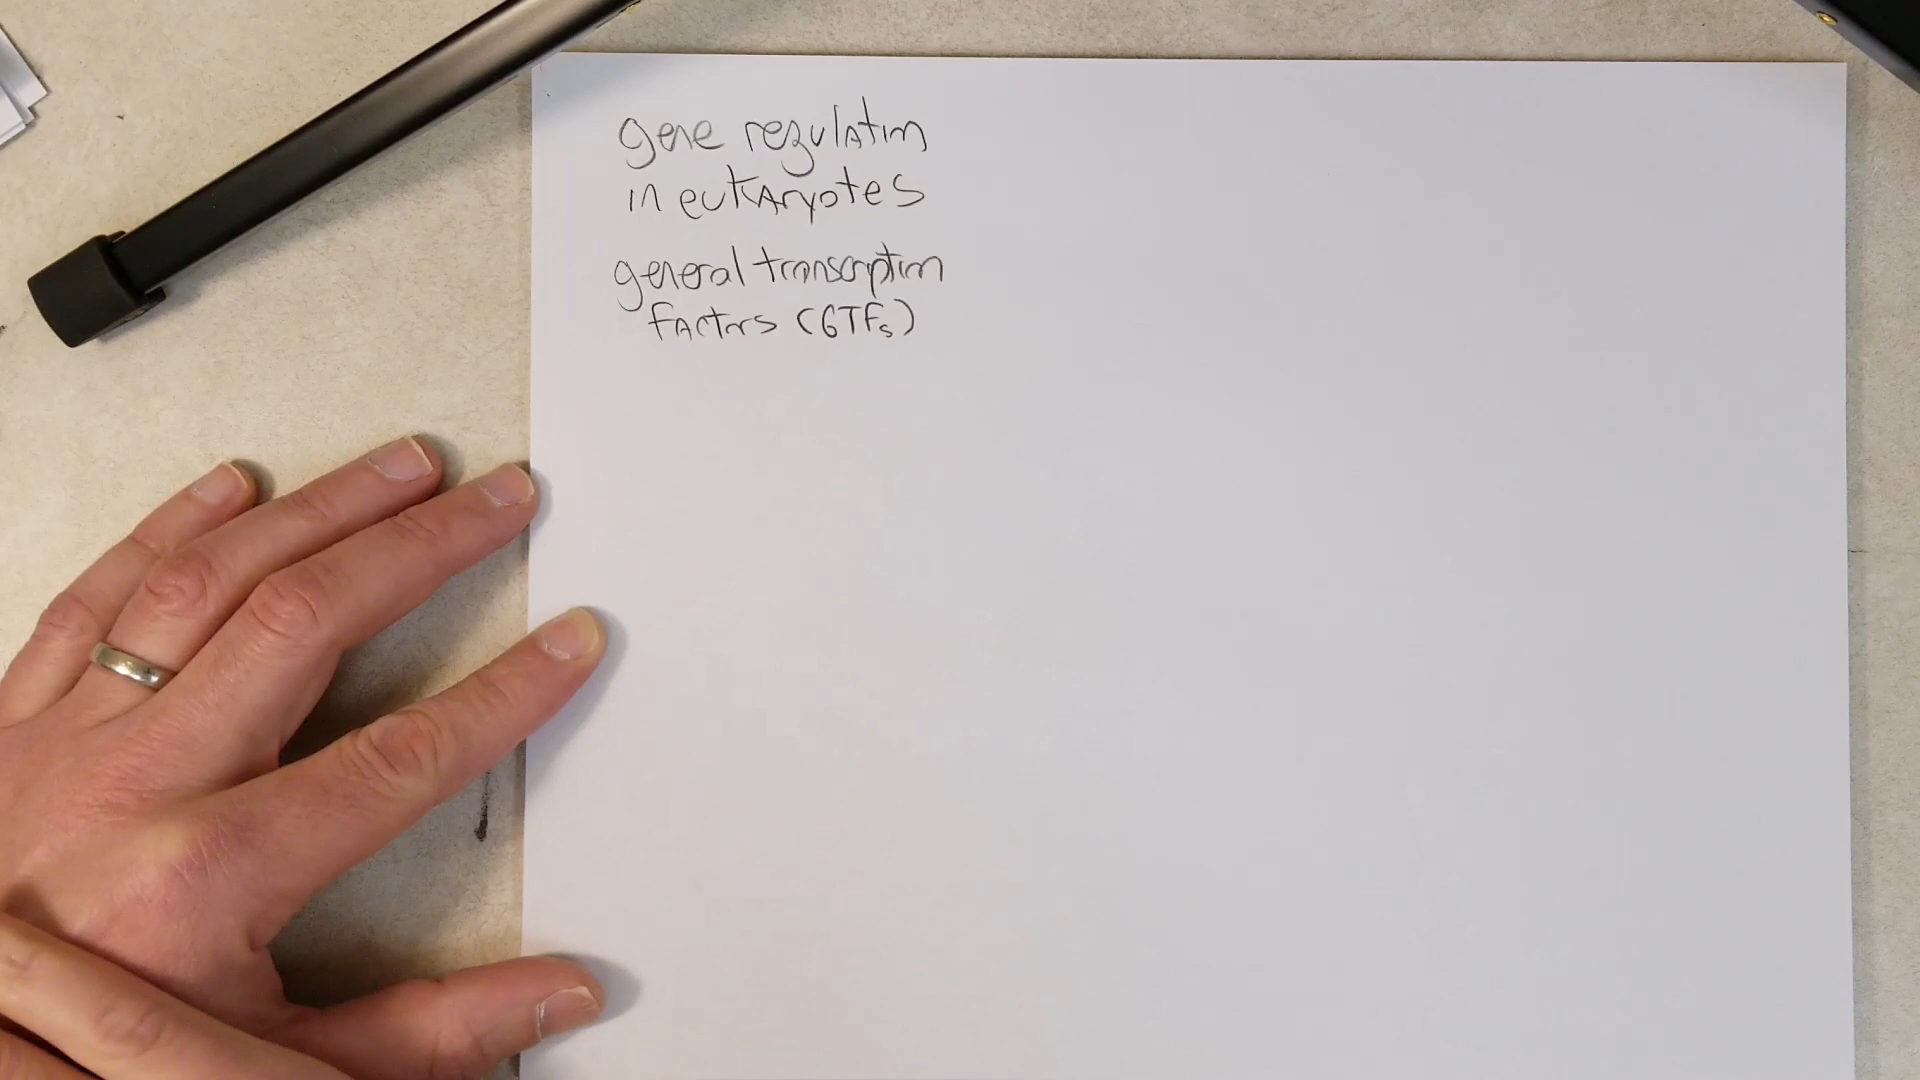 gene regulation
in eukaryotes
general transcription
factors (GTFs)